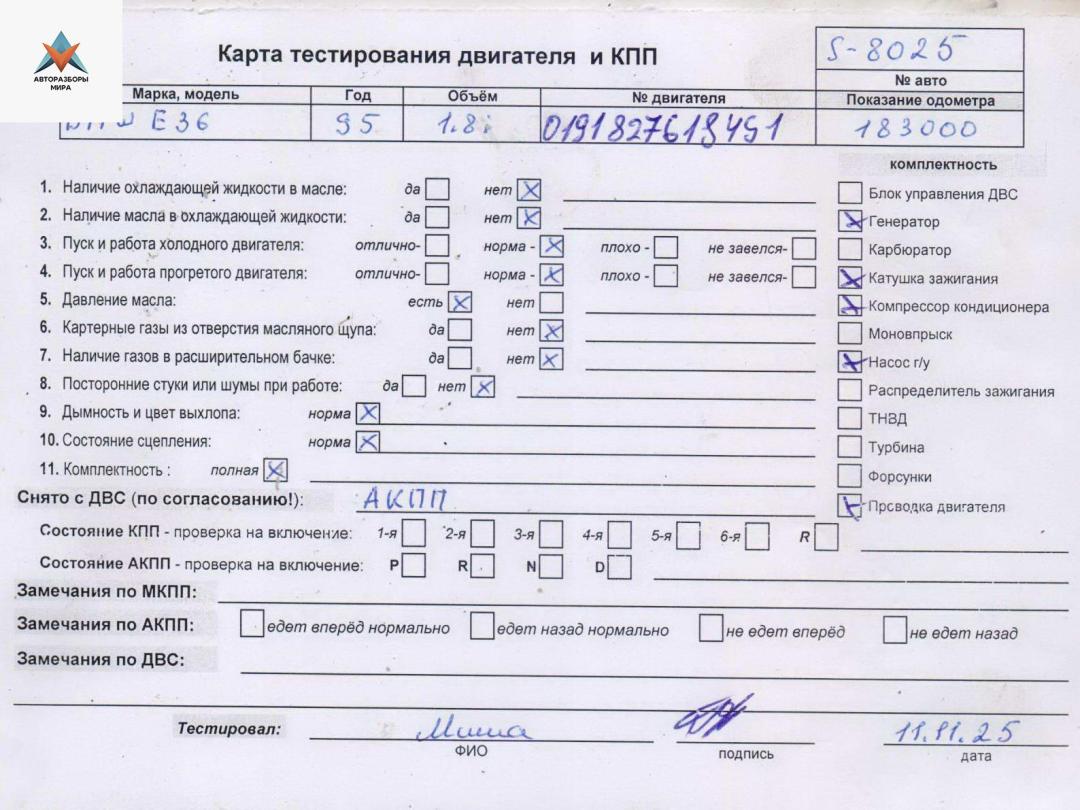 АВТОРАЗБОРЫ
МИРА
Карта тестирования двигателя и КПП
S-8025
№ авто
Марка, модель Год Объём № двигателя Показание одометра
E36 95 1.8i 183000
комплектность
1. Наличие охлаждающей жидкости в масле: да нет
Блок управления ДВС
2. Наличие масла в охлаждающей жидкости: да нет
Генератор
3. Пуск и работа холодного двигателя: отлично- норма - плохо - не завелся-
Карбюратор
4. Пуск и работа прогретого двигателя: отлично- норма - плохо - не завелся-
Катушка зажигания
5. Давление масла: есть нет
Компрессор кондиционера
6. Картерные газы из отверстия масляного щупа: да нет
Моновпрыск
7. Наличие газов в расширительном бачке: да нет
Насос г/у
8. Посторонние стуки или шумы при работе: да нет
Распределитель зажигания
9. Дымность и цвет выхлопа: норма
ТНВД
10. Состояние сцепления: норма
Турбина
11. Комплектность : полная
Форсунки
Снято с ДВС (по согласованию!): АКПП
Проводка двигателя
Состояние КПП - проверка на включение: 1-я 2-я 3-я 4-я 5-я 6-я R
Состояние АКПП - проверка на включение: P R N D
Замечания по МКПП:
Замечания по АКПП: едет вперёд нормально едет назад нормально не едет вперёд не едет назад
Замечания по ДВС:
Тестировал: Миша 11.11.25
ФИО подпись дата